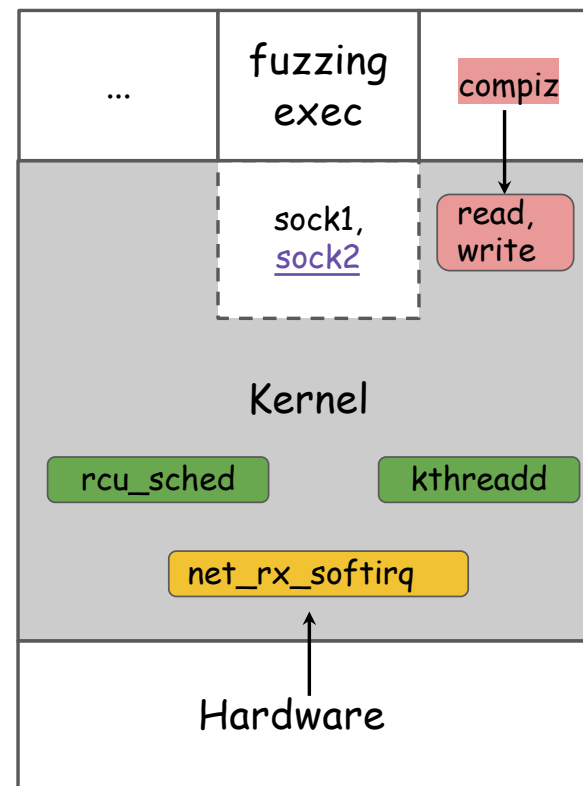 ...
fuzzing
exec
compiz
sock1,
sock2
read,
write
Kernel
rcu_sched
kthreadd
net_rx_softirq
Hardware